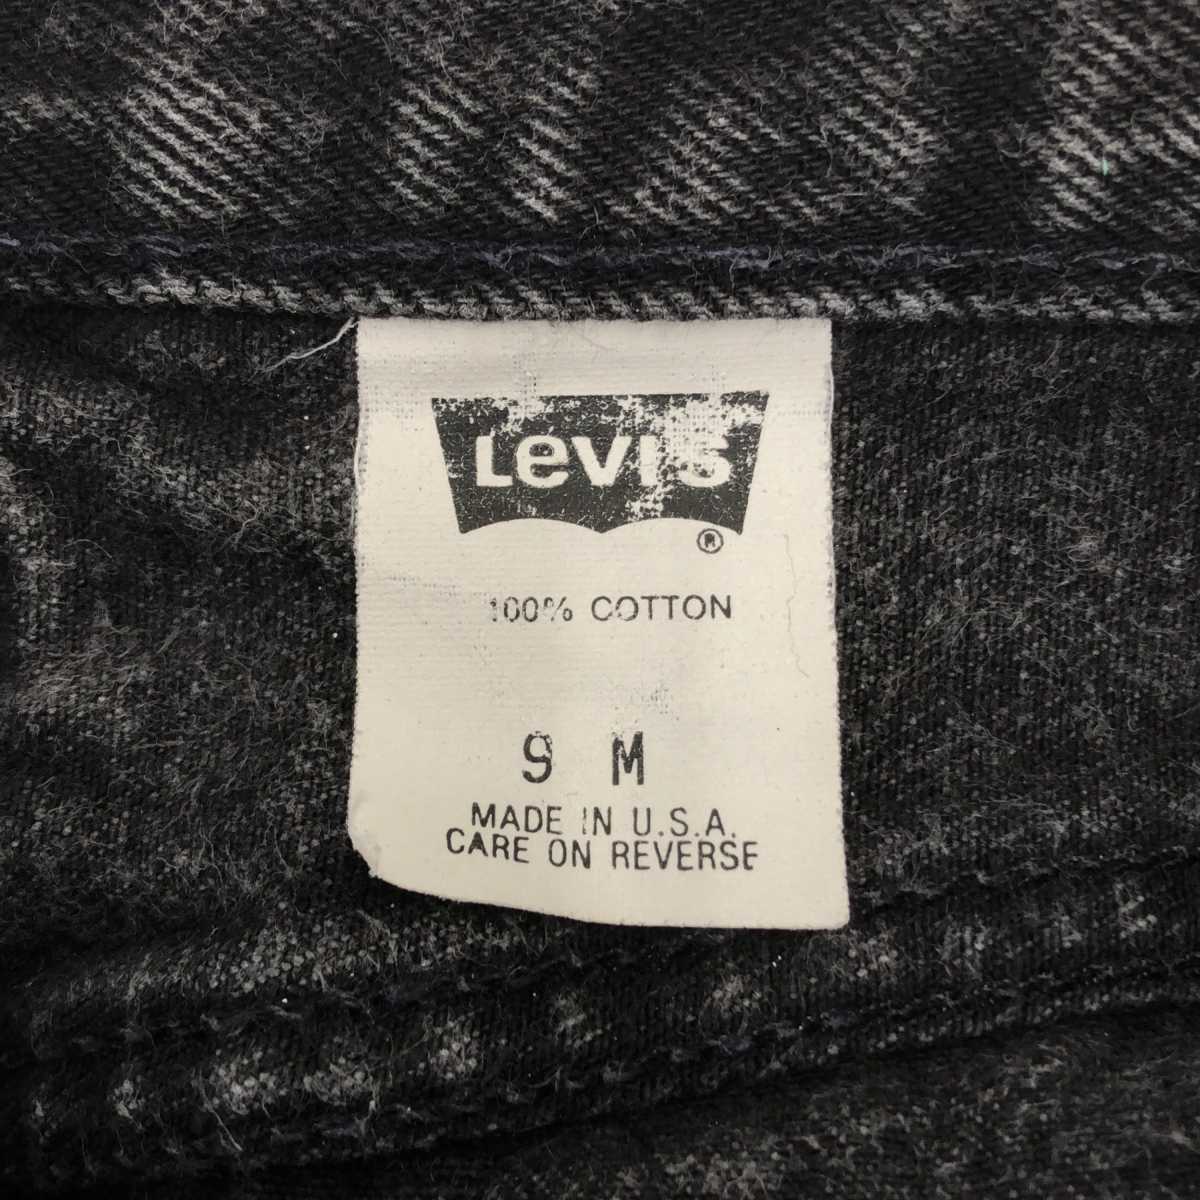 LeVI'S
®
100% COTTON
9 M
MADE IN U.S.A.
CARE ON REVERSE